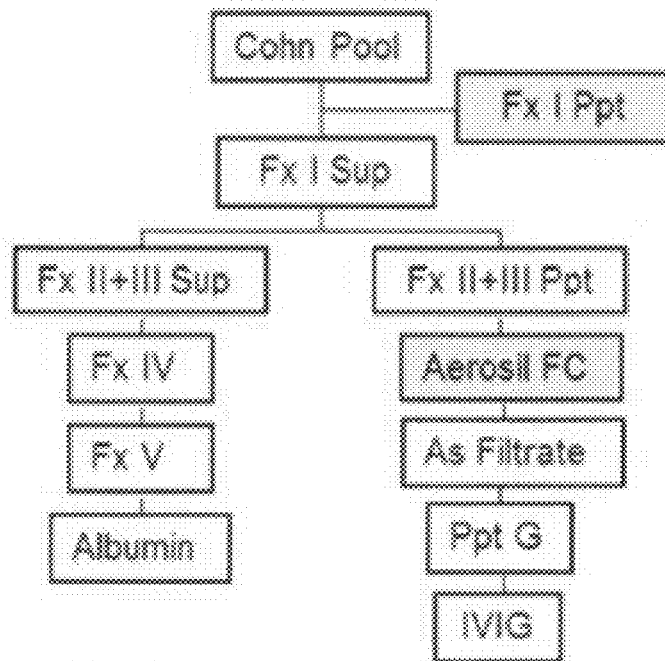 Cohn Pool
Fx I Ppt
Fx I Sup
Fx II+III Sup
Fx II+III Ppt
Fx IV
Aerosil FC
Fx V
As Filtrate
Albumin
Ppt G
IVIG